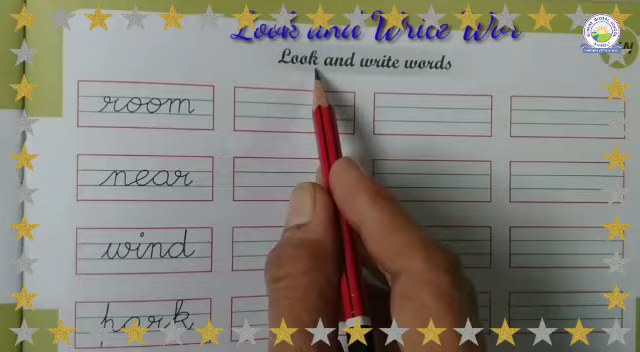 Look and Write Wor
Look and write words
room
near
wind
park